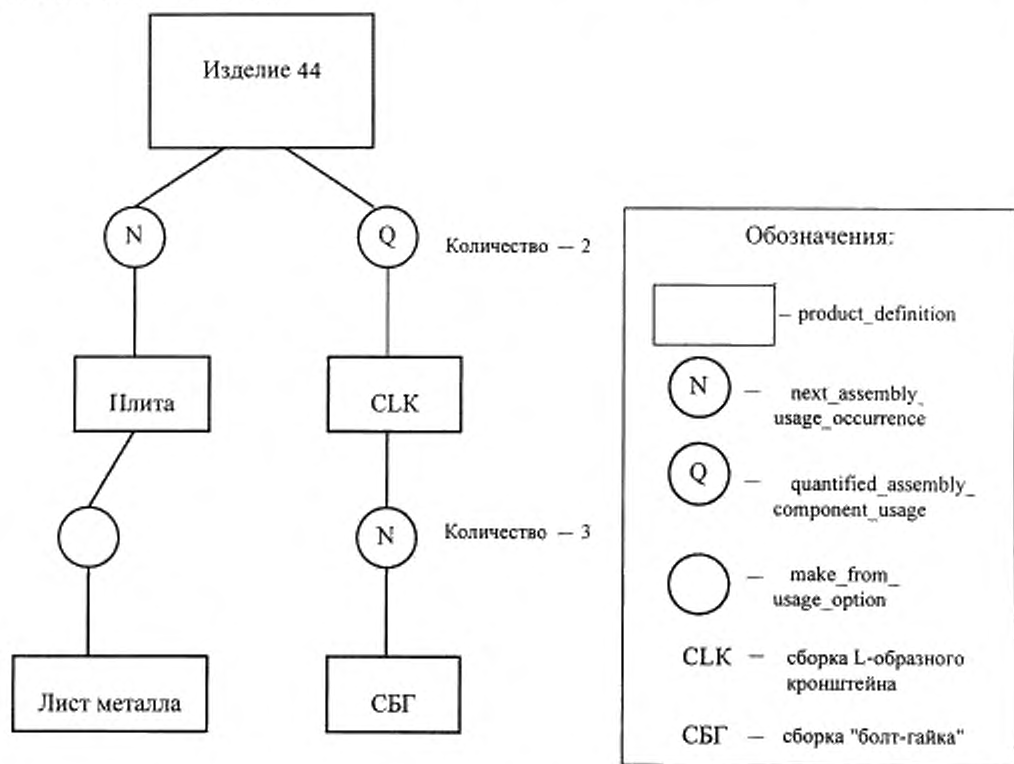 Изделие 44
N
Q
Количество — 2
Плита
CLK
N
Количество — 3
Лист металла
СБГ
Обозначения:
— product_definition
N — next_assembly_
usage_occurrence
Q — quantified_assembly_
component_usage
— make_from_
usage_option
CLK — сборка L-образного
кронштейна
СБГ — сборка "болт-гайка"